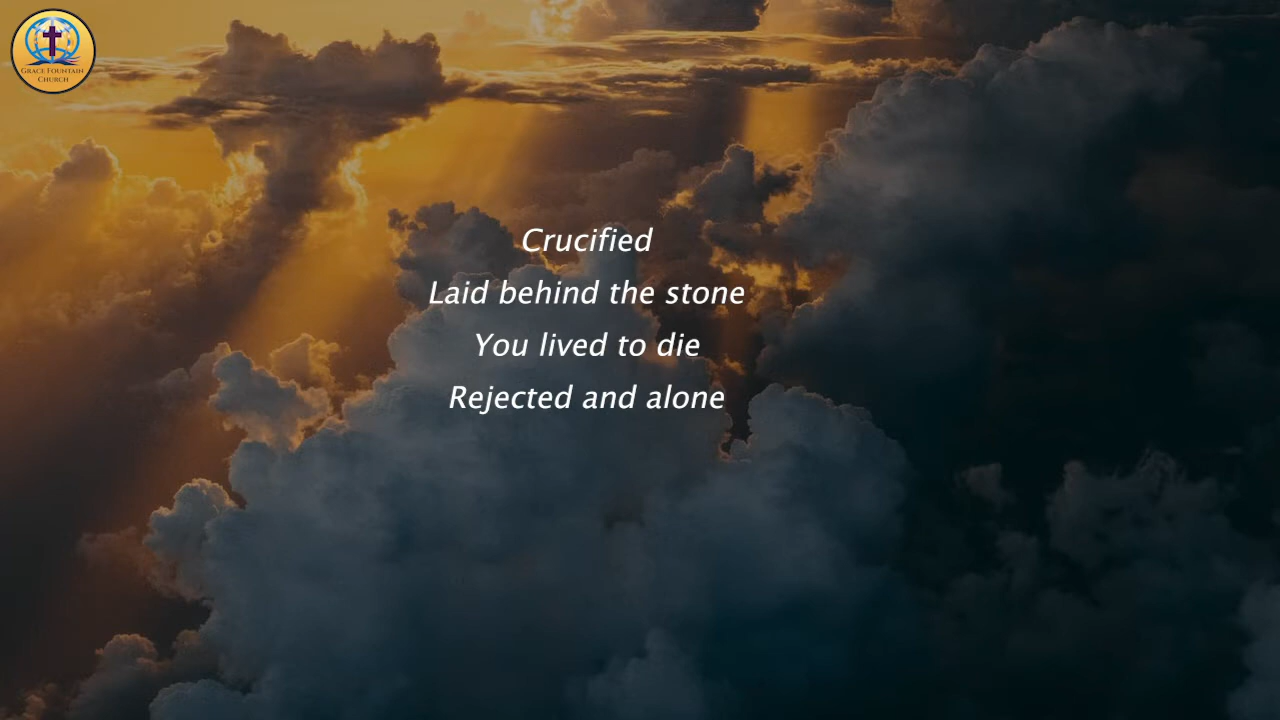 Grace Fountain
Church
Crucified
Laid behind the stone
You lived to die
Rejected and alone